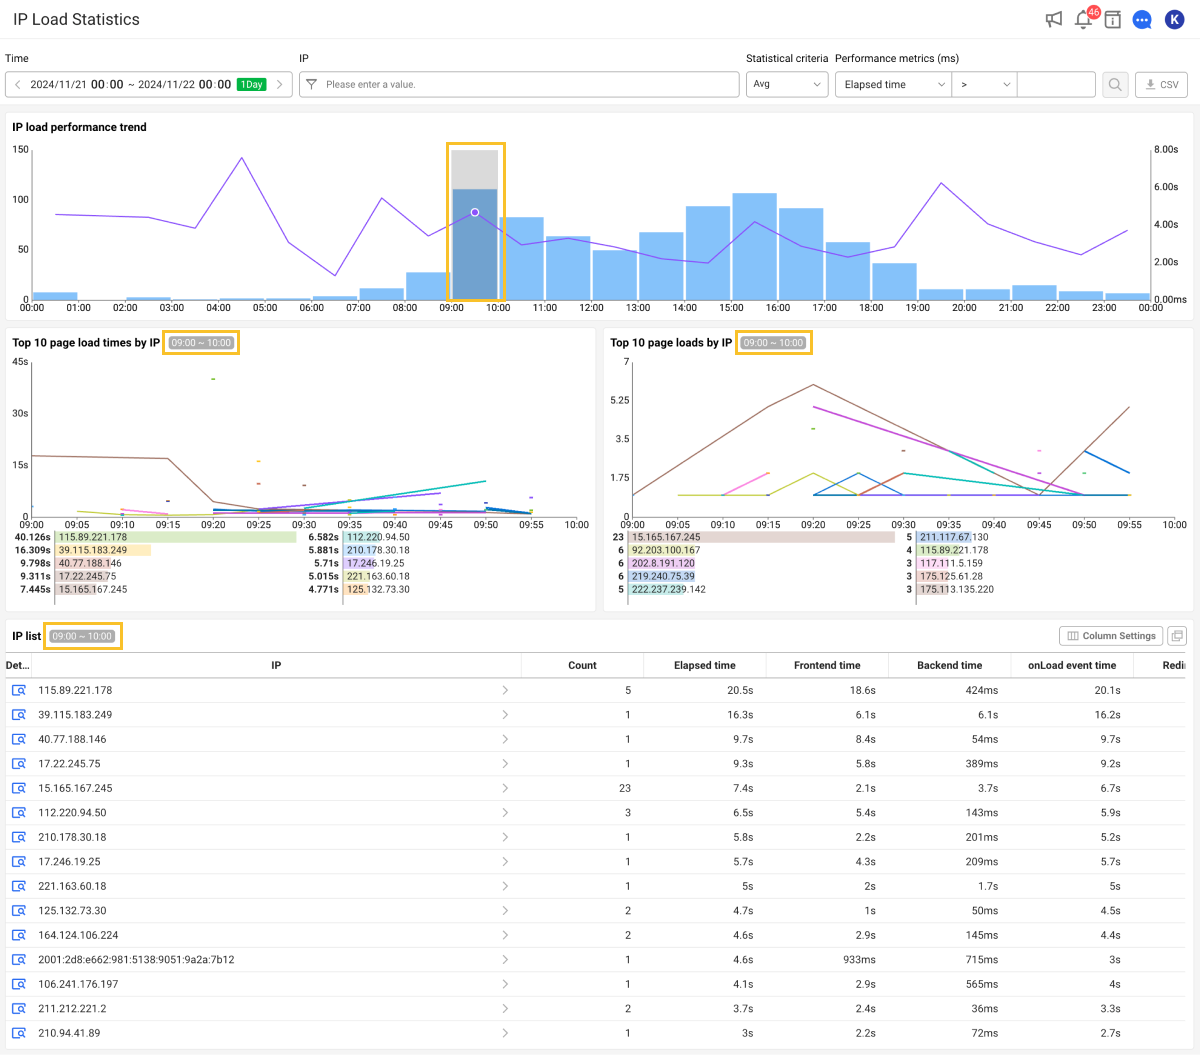 IP Load Statistics
46
K
Time IP Statistical criteria Performance metrics (ms)
2024/11/21 00:00 ~ 2024/11/22 00:00 1Day Please enter a value. Avg Elapsed time > CSV
IP load performance trend
150 8.00s
6.00s
100
4.00s
50
2.00s
0 0.00ms
00:00 01:00 02:00 03:00 04:00 05:00 06:00 07:00 08:00 09:00 10:00 11:00 12:00 13:00 14:00 15:00 16:00 17:00 18:00 19:00 20:00 21:00 22:00 23:00 00:00
Top 10 page load times by IP 09:00 ~ 10:00
45s
30s
15s
0
09:00 09:05 09:10 09:15 09:20 09:25 09:30 09:35 09:40 09:45 09:50 09:55 10:00
40.126s 115.89.221.178 6.582s 112.220.94.50
16.309s 39.115.183.249 5.881s 210.178.30.18
9.798s 40.77.188.146 5.71s 17.246.19.25
9.311s 17.22.245.75 5.015s 221.163.60.18
7.445s 15.165.167.245 4.771s 125.132.73.30
Top 10 page loads by IP 09:00 ~ 10:00
7
5.25
3.5
1.75
0
09:00 09:05 09:10 09:15 09:20 09:25 09:30 09:35 09:40 09:45 09:50 09:55 10:00
23 15.165.167.245 5 211.117.67.130
6 92.203.100.167 4 115.89.221.178
6 202.8.191.120 3 117.111.5.159
6 219.240.75.39 3 175.125.61.28
5 222.237.239.142 3 175.113.135.220
IP list 09:00 ~ 10:00 Column Settings
Det... IP Count Elapsed time Frontend time Backend time onLoad event time Redi
115.89.221.178 5 20.5s 18.6s 424ms 20.1s
39.115.183.249 1 16.3s 6.1s 6.1s 16.2s
40.77.188.146 1 9.7s 8.4s 54ms 9.7s
17.22.245.75 1 9.3s 5.8s 389ms 9.2s
15.165.167.245 23 7.4s 2.1s 3.7s 6.7s
112.220.94.50 3 6.5s 5.4s 143ms 5.9s
210.178.30.18 1 5.8s 2.2s 201ms 5.2s
17.246.19.25 1 5.7s 4.3s 209ms 5.7s
221.163.60.18 1 5s 2s 1.7s 5s
125.132.73.30 2 4.7s 1s 50ms 4.5s
164.124.106.224 2 4.6s 2.9s 145ms 4.4s
2001:2d8:e662:981:5138:9051:9a2a:7b12 1 4.6s 933ms 715ms 3s
106.241.176.197 1 4.1s 2.9s 565ms 4s
211.212.221.2 2 3.7s 2.4s 36ms 3.3s
210.94.41.89 1 3s 2.2s 72ms 2.7s